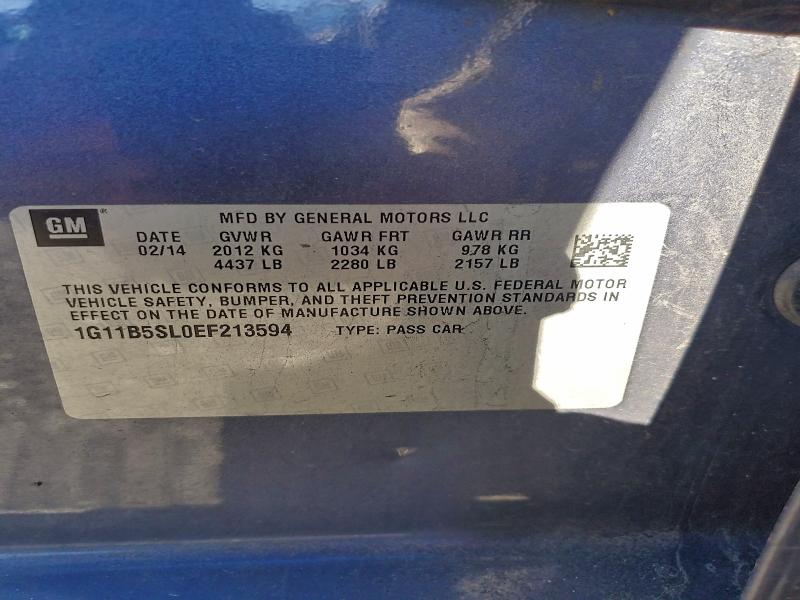 GM®
MFD BY GENERAL MOTORS LLC
DATE GVWR GAWR FRT GAWR RR
02/14 2012 KG 1034 KG 978 KG
4437 LB 2280 LB 2157 LB
THIS VEHICLE CONFORMS TO ALL APPLICABLE U.S. FEDERAL MOTOR
VEHICLE SAFETY, BUMPER, AND THEFT PREVENTION STANDARDS IN
EFFECT ON THE DATE OF MANUFACTURE SHOWN ABOVE.
1G11B5SL0EF213594 TYPE: PASS CAR